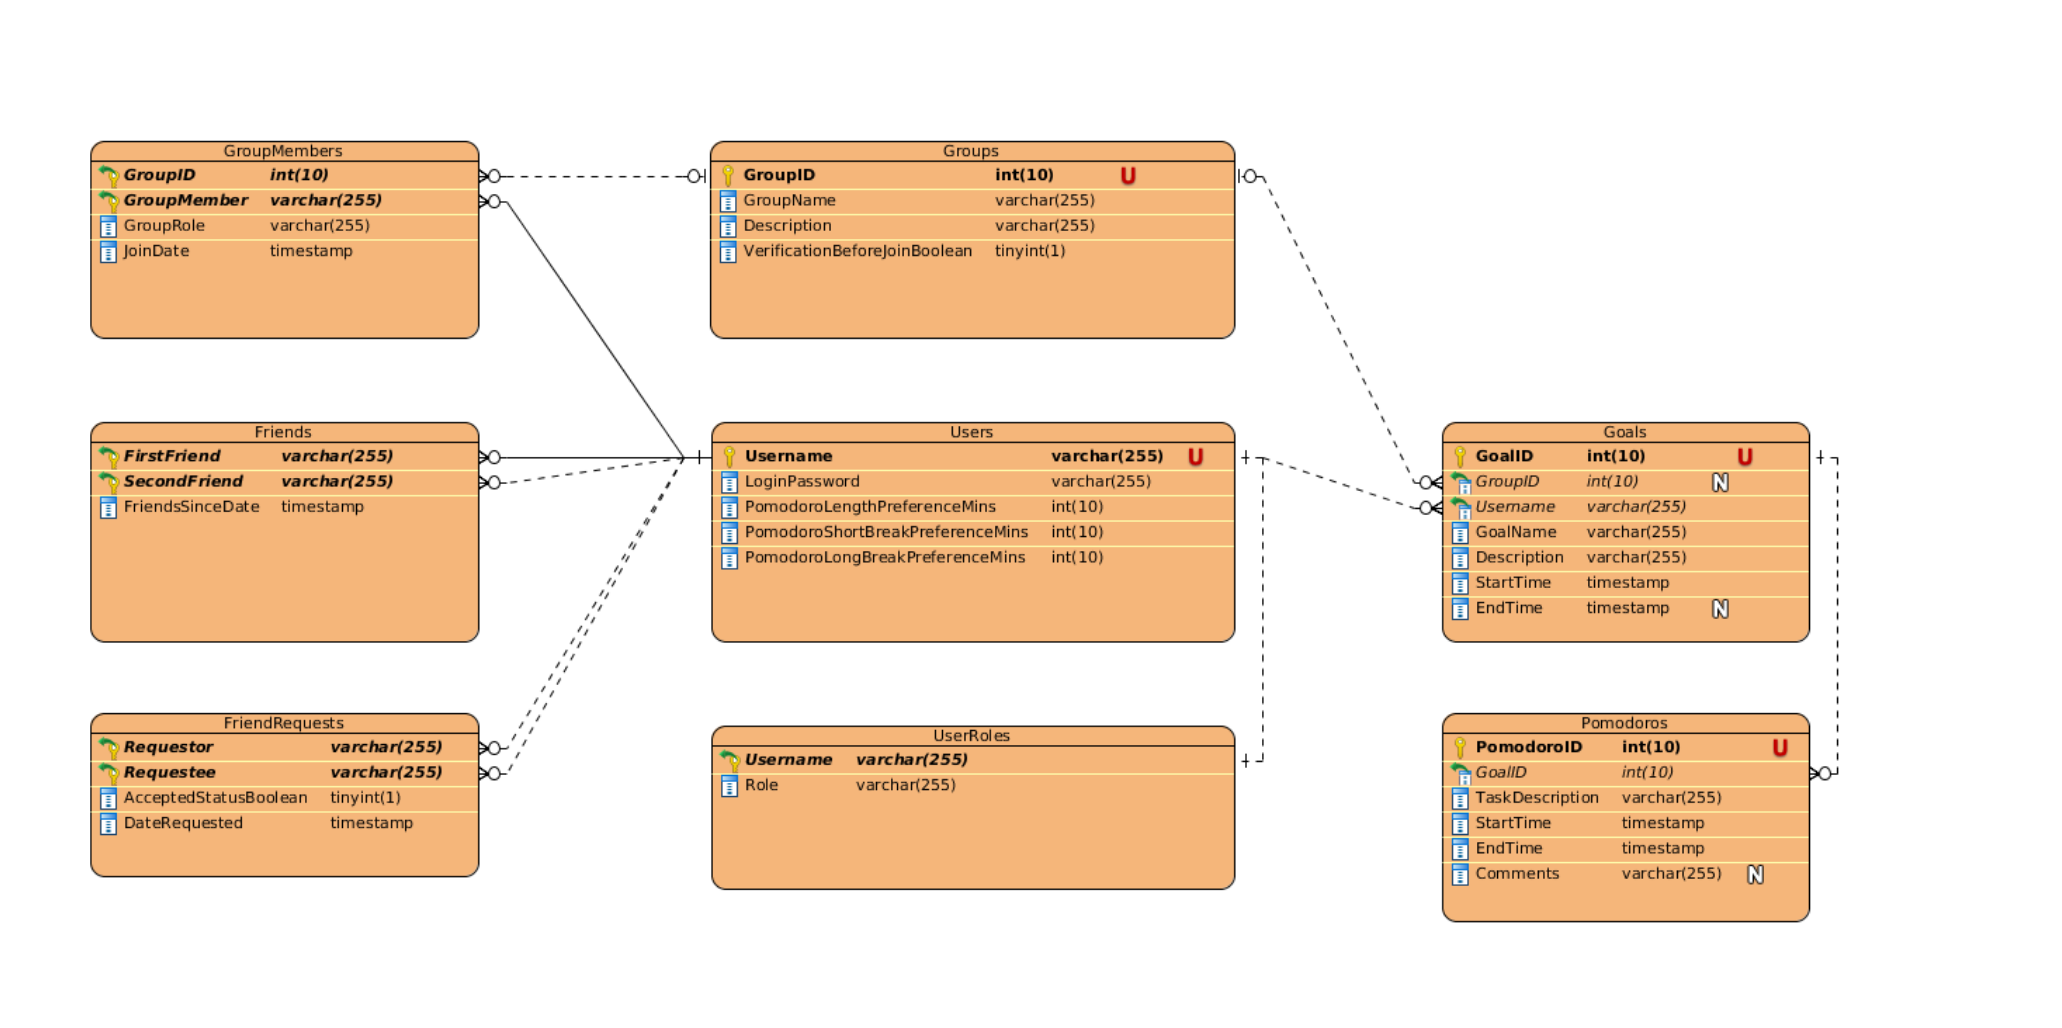 GroupMembers
GroupID int(10)
GroupMember varchar(255)
GroupRole varchar(255)
JoinDate timestamp
Groups
GroupID int(10) U
GroupName varchar(255)
Description varchar(255)
VerificationBeforeJoinBoolean tinyint(1)
Friends
FirstFriend varchar(255)
SecondFriend varchar(255)
FriendsSinceDate timestamp
Users
Username varchar(255) U
LoginPassword varchar(255)
PomodoroLengthPreferenceMins int(10)
PomodoroShortBreakPreferenceMins int(10)
PomodoroLongBreakPreferenceMins int(10)
Goals
GoalID int(10) U
GroupID int(10) N
Username varchar(255)
GoalName varchar(255)
Description varchar(255)
StartTime timestamp
EndTime timestamp N
FriendRequests
Requestor varchar(255)
Requestee varchar(255)
AcceptedStatusBoolean tinyint(1)
DateRequested timestamp
UserRoles
Username varchar(255)
Role varchar(255)
Pomodoros
PomodoroID int(10) U
GoalID int(10)
TaskDescription varchar(255)
StartTime timestamp
EndTime timestamp
Comments varchar(255) N